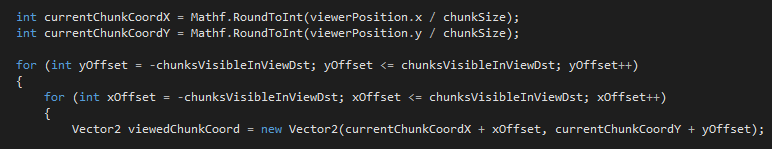 int currentChunkCoordX = Mathf.RoundToInt(viewerPosition.x / chunkSize);
int currentChunkCoordY = Mathf.RoundToInt(viewerPosition.y / chunkSize);

for (int yOffset = -chunksVisibleInViewDst; yOffset <= chunksVisibleInViewDst; yOffset++)
{
    for (int xOffset = -chunksVisibleInViewDst; xOffset <= chunksVisibleInViewDst; xOffset++)
    {
        Vector2 viewedChunkCoord = new Vector2(currentChunkCoordX + xOffset, currentChunkCoordY + yOffset);